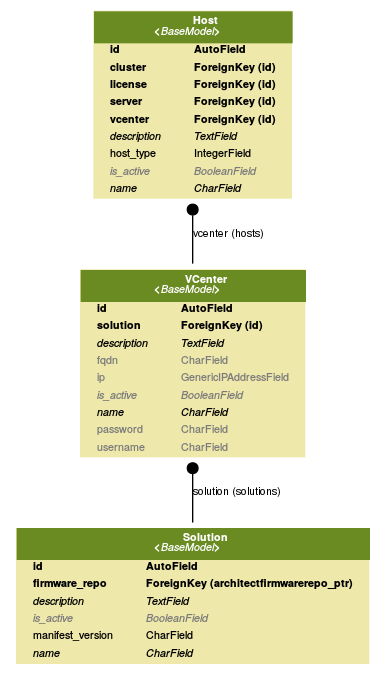 Host
<BaseModel>
id AutoField
cluster ForeignKey (id)
license ForeignKey (id)
server ForeignKey (id)
vcenter ForeignKey (id)
description TextField
host_type IntegerField
is_active BooleanField
name CharField
vcenter (hosts)
VCenter
<BaseModel>
id AutoField
solution ForeignKey (id)
description TextField
fqdn CharField
ip GenericIPAddressField
is_active BooleanField
name CharField
password CharField
username CharField
solution (solutions)
Solution
<BaseModel>
id AutoField
firmware_repo ForeignKey (architectfirmwarerepo_ptr)
description TextField
is_active BooleanField
manifest_version CharField
name CharField